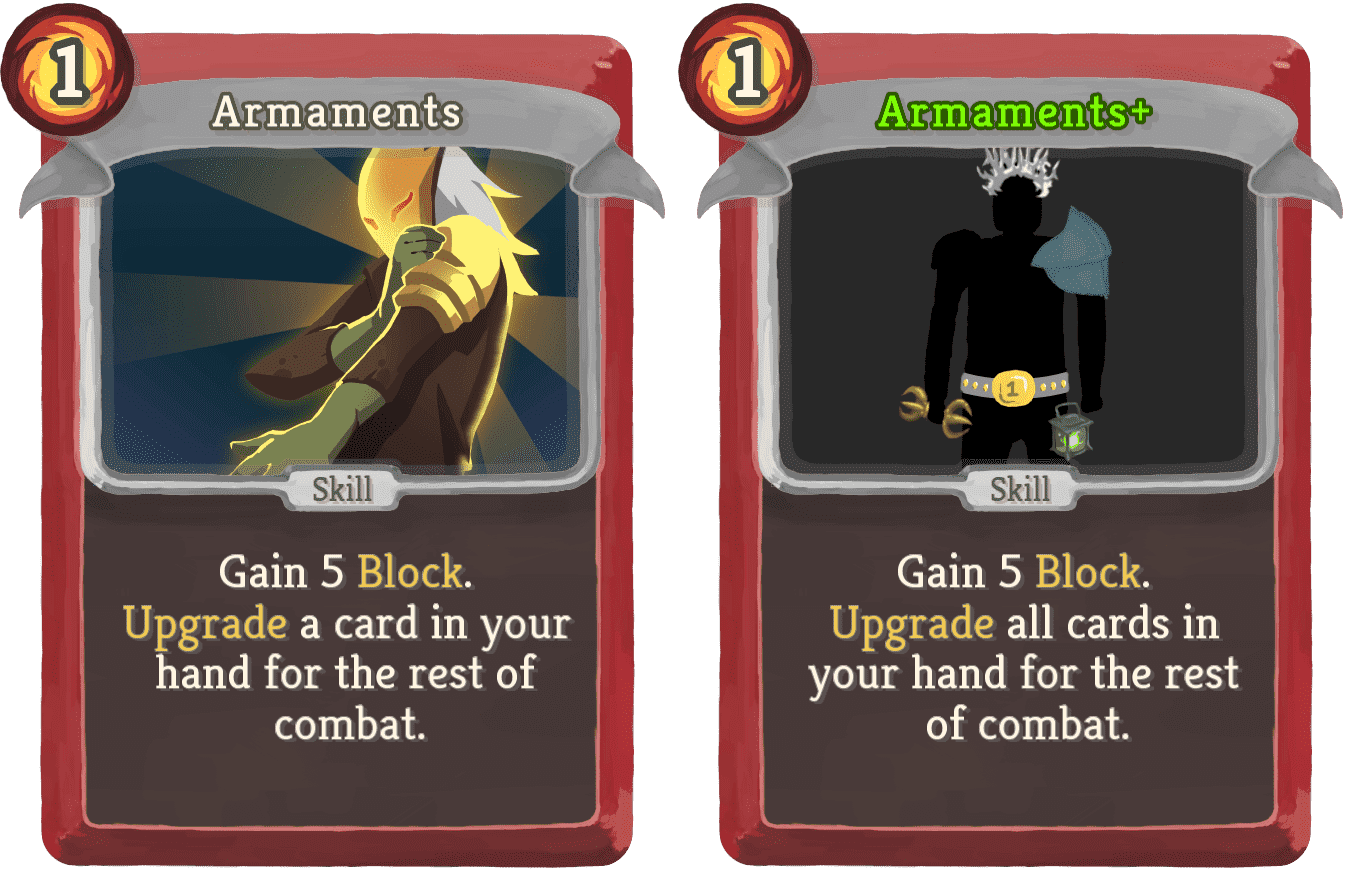 1
Armaments
Skill
Gain 5 Block.
Upgrade a card in your
hand for the rest of
combat.
1
Armaments+
1
Skill
Gain 5 Block.
Upgrade all cards in
your hand for the rest
of combat.